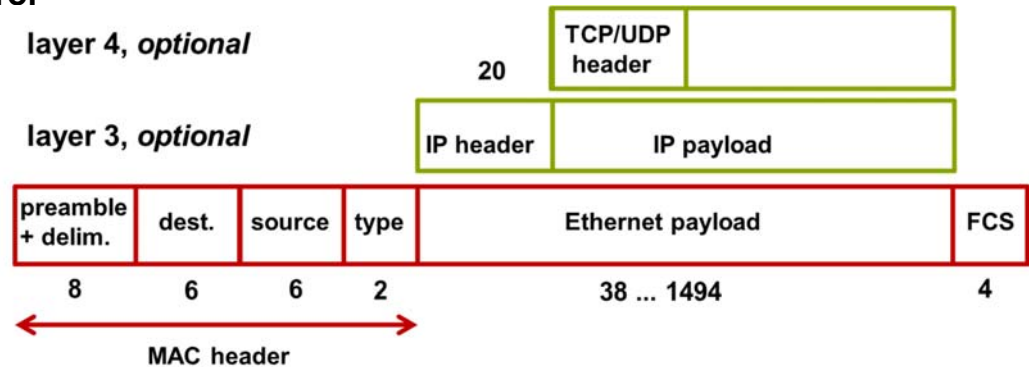 layer 4, optional
TCP/UDP
header
20
layer 3, optional
IP header
IP payload
preamble
+ delim.
dest.
source
type
Ethernet payload
FCS
8
6
6
2
38 ... 1494
4
MAC header